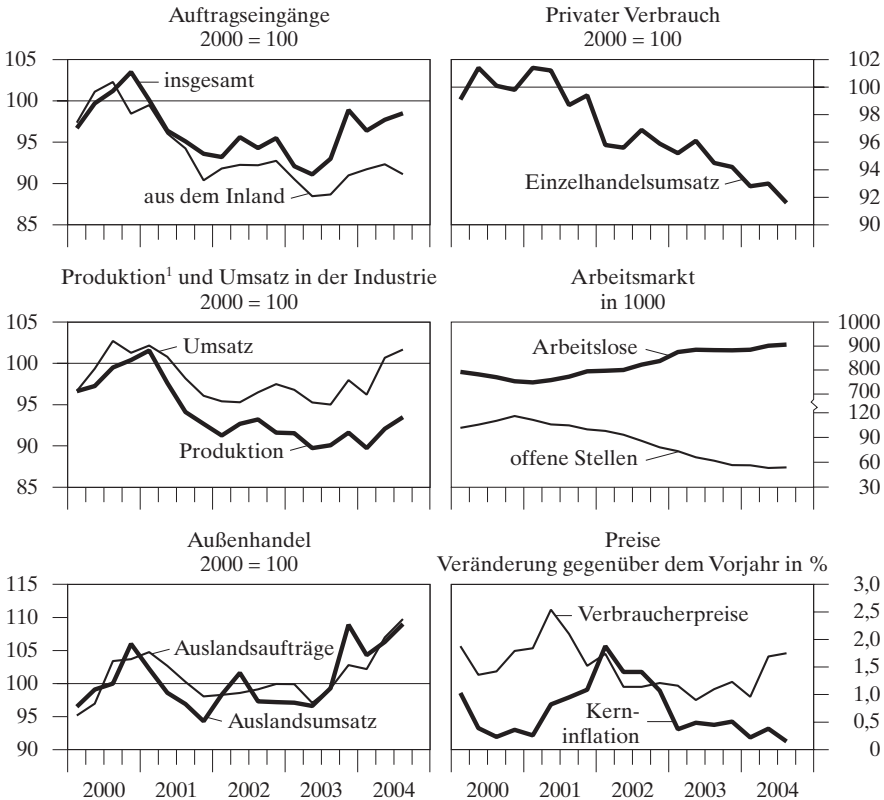 Auftragseingänge
2000 = 100
105
100
95
90
85
insgesamt
aus dem Inland
Privater Verbrauch
2000 = 100
102
100
98
96
94
92
90
Einzelhandelsumsatz
Produktion¹ und Umsatz in der Industrie
2000 = 100
105
100
95
90
85
Umsatz
Produktion
Arbeitsmarkt
in 1000
1000
900
800
700
120
90
60
30
Arbeitslose
offene Stellen
Außenhandel
2000 = 100
115
110
105
100
95
90
Auslandsaufträge
Auslandsumsatz
2000 2001 2002 2003 2004
Preise
Veränderung gegenüber dem Vorjahr in %
3,0
2,5
2,0
1,5
1,0
0,5
0
Verbraucherpreise
Kern-
inflation
2000 2001 2002 2003 2004